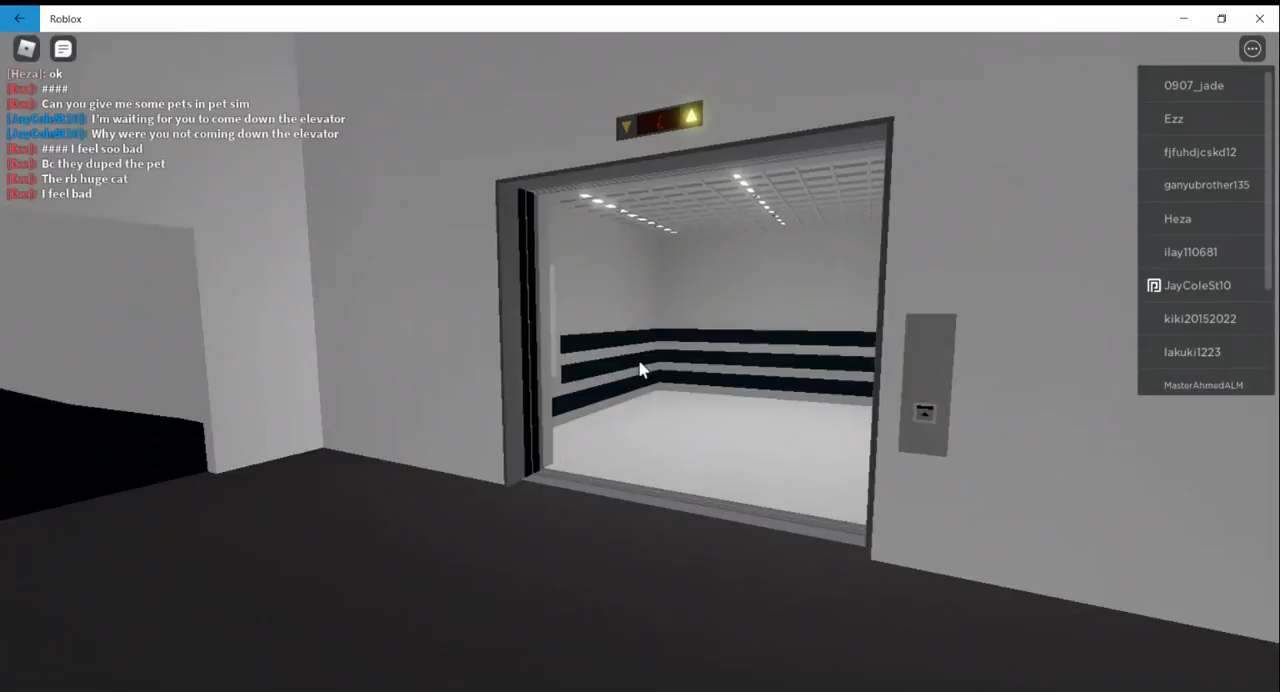 Roblox
[Heza]: ok
[Ezz]: ####
[Ezz]: Can you give me some pets in pet sim
[JayColeSt10]: I'm waiting for you to come down the elevator
[JayColeSt10]: Why were you not coming down the elevator
[Ezz]: #### I feel soo bad
[Ezz]: Bc they duped the pet
[Ezz]: The rb huge cat
[Ezz]: I feel bad
0907_jade
Ezz
fjfuhdjcskd12
ganyubrother135
Heza
ilay110681
JayColeSt10
kiki20152022
lakuki1223
MasterAhmedALM